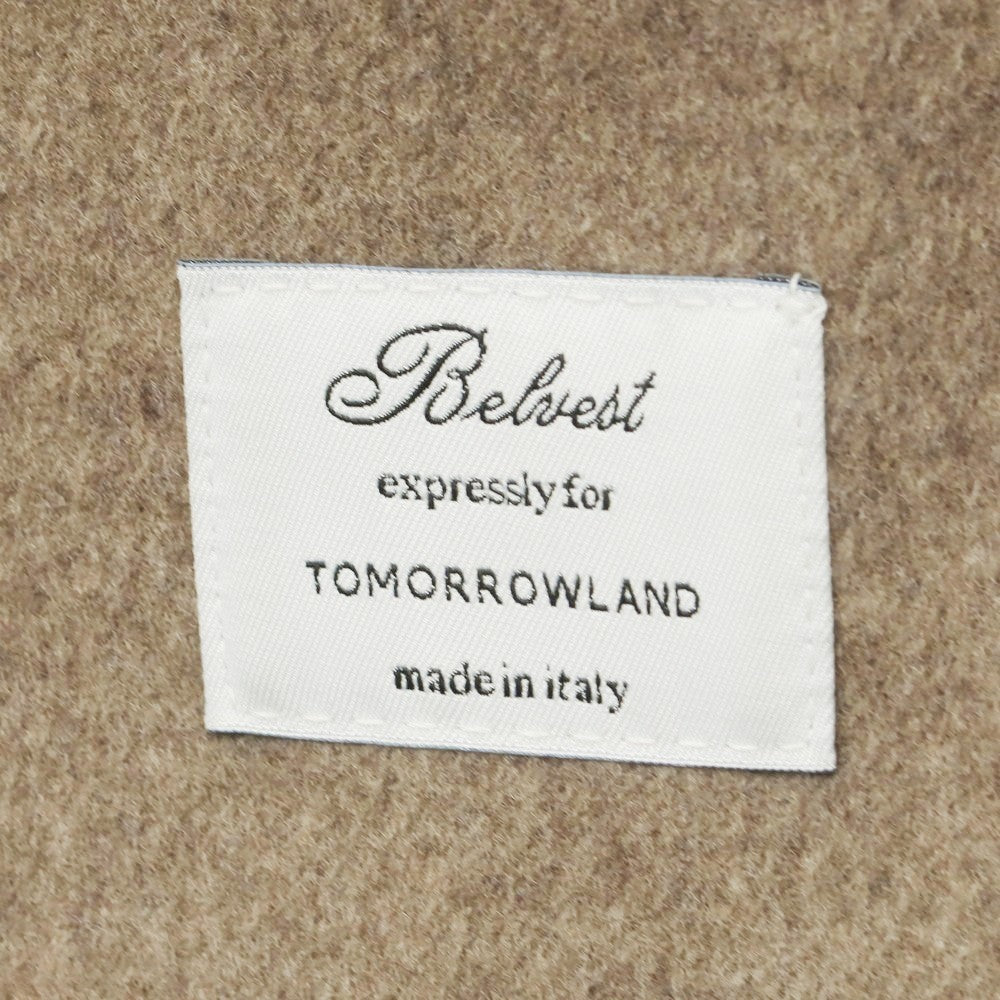 Belvest
expressly for
TOMORROWLAND
made in italy